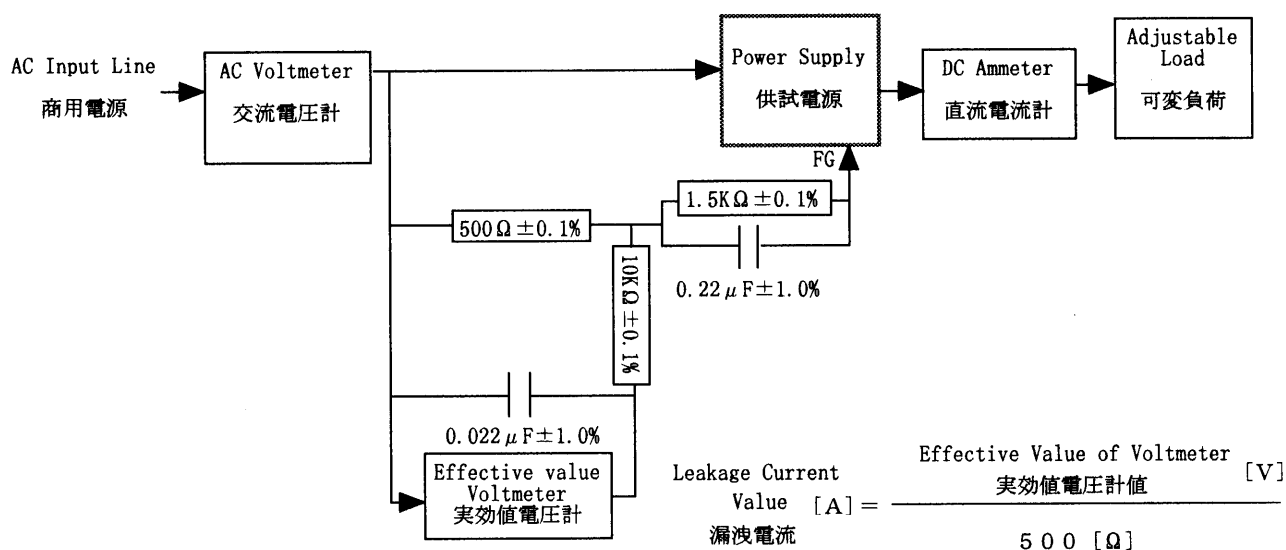 AC Input Line
商用電源
AC Voltmeter
交流電圧計
Power Supply
供試電源
DC Ammeter
直流電流計
Adjustable
Load
可変負荷
FG
1.5KΩ±0.1%
500Ω±0.1%
0.22μF±1.0%
10KΩ±0.1%
0.022μF±1.0%
Effective value
Voltmeter
実効値電圧計
Leakage Current
Value [A]=
漏洩電流
Effective Value of Voltmeter
実効値電圧計値 [V]
500 [Ω]